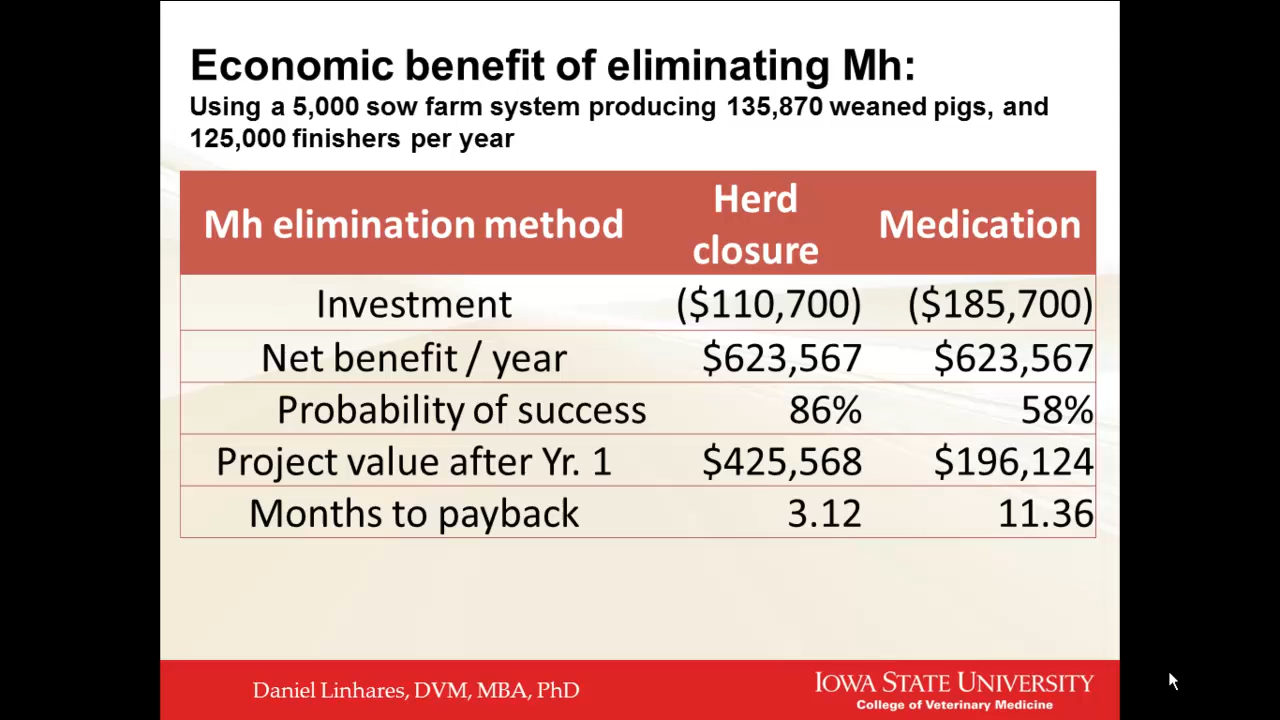 Economic benefit of eliminating Mh:
Using a 5,000 sow farm system producing 135,870 weaned pigs, and
125,000 finishers per year
Mh elimination method Herd closure Medication
Investment ($110,700) ($185,700)
Net benefit / year $623,567 $623,567
Probability of success 86% 58%
Project value after Yr. 1 $425,568 $196,124
Months to payback 3.12 11.36
Daniel Linhares, DVM, MBA, PhD
IOWA STATE UNIVERSITY
College of Veterinary Medicine